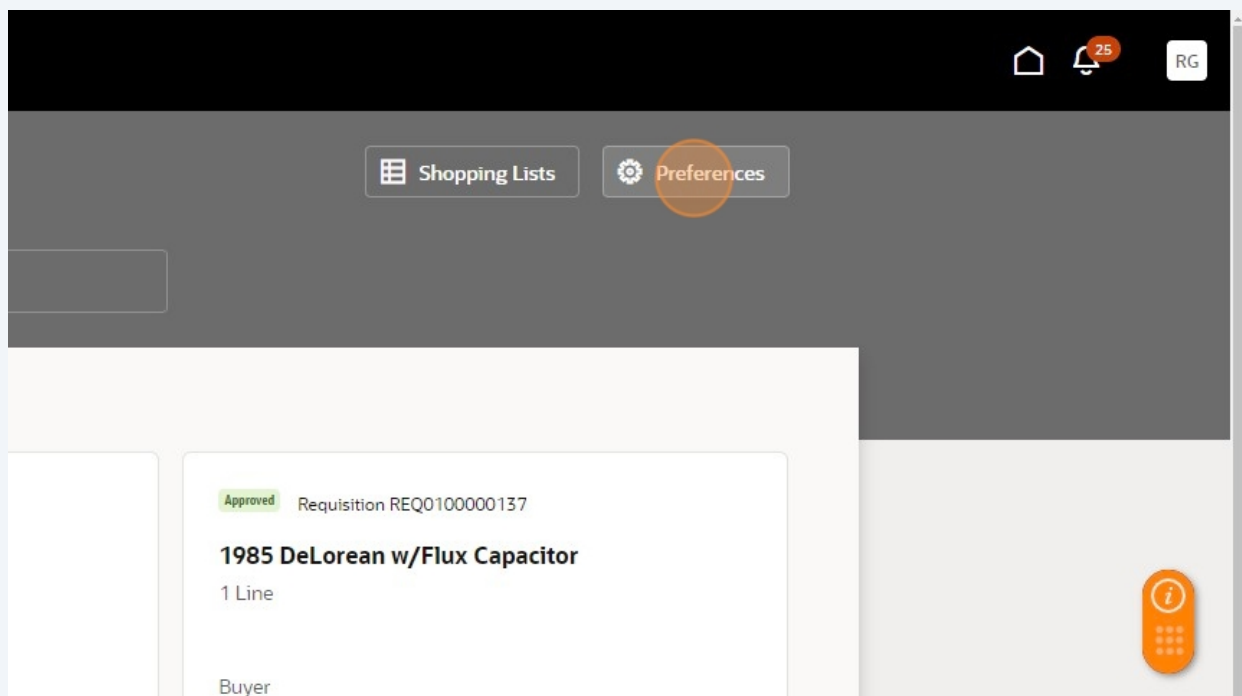 25
RG
Shopping Lists
Preferences
Approved Requisition REQ0100000137
1985 DeLorean w/Flux Capacitor
1 Line
Buyer
i